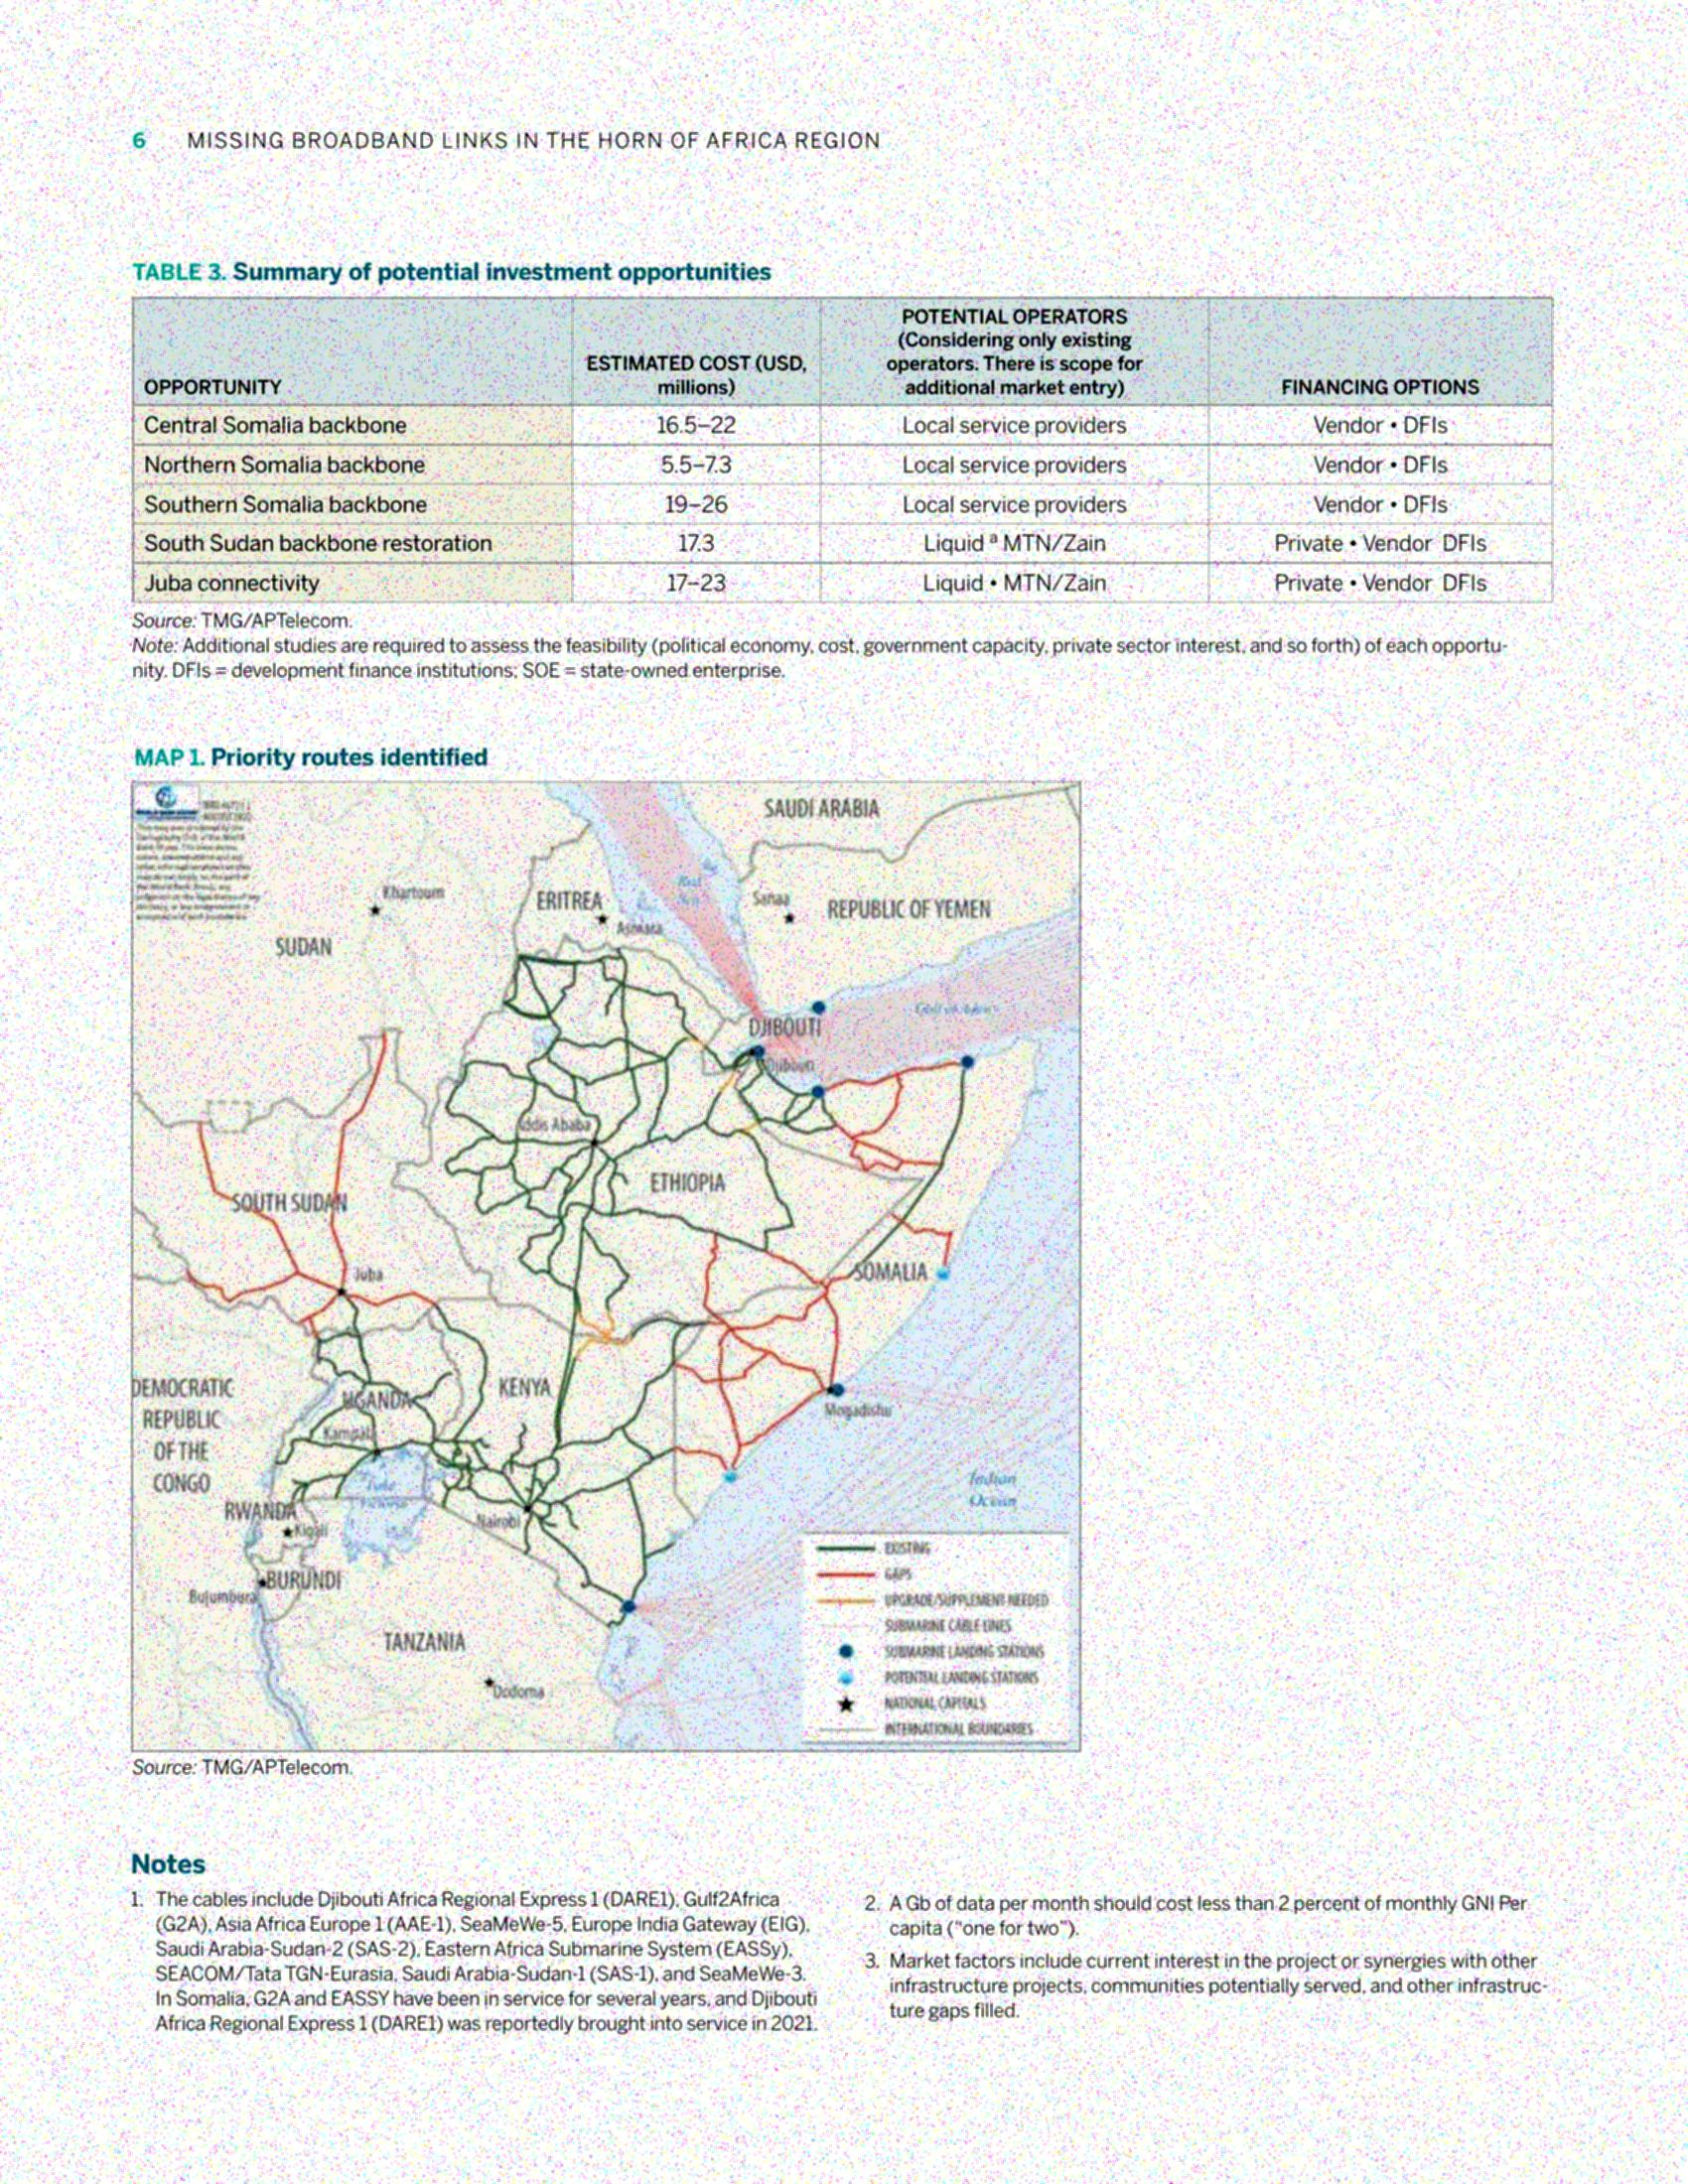 6 MISSING BROADBAND LINKS IN THE HORN OF AFRICA REGION
TABLE 3. Summary of potential investment opportunities
OPPORTUNITY
ESTIMATED COST (USD,
millions)
POTENTIAL OPERATORS
(Considering only existing
operators. There is scope for
additional market entry)
FINANCING OPTIONS
Central Somalia backbone 16.5–22 Local service providers Vendor • DFIs
Northern Somalia backbone 5.5–7.3 Local service providers Vendor • DFIs
Southern Somalia backbone 19–26 Local service providers Vendor • DFIs
South Sudan backbone restoration 17.3 Liquid ª MTN/Zain Private • Vendor DFIs
Juba connectivity 17–23 Liquid • MTN/Zain Private • Vendor DFIs
Source: TMG/APTelecom.
Note: Additional studies are required to assess the feasibility (political economy, cost, government capacity, private sector interest, and so forth) of each opportu-
nity. DFIs = development finance institutions; SOE = state-owned enterprise.
MAP 1. Priority routes identified
SAUDI ARABIA
Khartoum
ERITREA
Red
Sea
Sanaa
REPUBLIC OF YEMEN
Asmara
SUDAN
Gulf of Aden
DJIBOUTI
Djibouti
Addis Ababa
ETHIOPIA
SOUTH SUDAN
Juba
SOMALIA
DEMOCRATIC
REPUBLIC
OF THE
CONGO
UGANDA
KENYA
Mogadishu
Kampala
Lake
Victoria
Indian
Ocean
RWANDA
Kigali
Nairobi
BURUNDI
Bujumbura
TANZANIA
Dodoma
EXISTING
GAPS
UPGRADE/SUPPLEMENT NEEDED
SUBMARINE CABLE LINES
SUBMARINE LANDING STATIONS
POTENTIAL LANDING STATIONS
NATIONAL CAPITALS
INTERNATIONAL BOUNDARIES
Source: TMG/APTelecom.
Notes
1. The cables include Djibouti Africa Regional Express 1 (DARE1), Gulf2Africa
(G2A), Asia Africa Europe 1 (AAE-1), SeaMeWe-5, Europe India Gateway (EIG),
Saudi Arabia-Sudan-2 (SAS-2), Eastern Africa Submarine System (EASSy),
SEACOM/Tata TGN-Eurasia, Saudi Arabia-Sudan-1 (SAS-1), and SeaMeWe-3.
In Somalia, G2A and EASSY have been in service for several years, and Djibouti
Africa Regional Express 1 (DARE1) was reportedly brought into service in 2021.
2. A Gb of data per month should cost less than 2 percent of monthly GNI Per
capita ("one for two").
3. Market factors include current interest in the project or synergies with other
infrastructure projects, communities potentially served, and other infrastruc-
ture gaps filled.